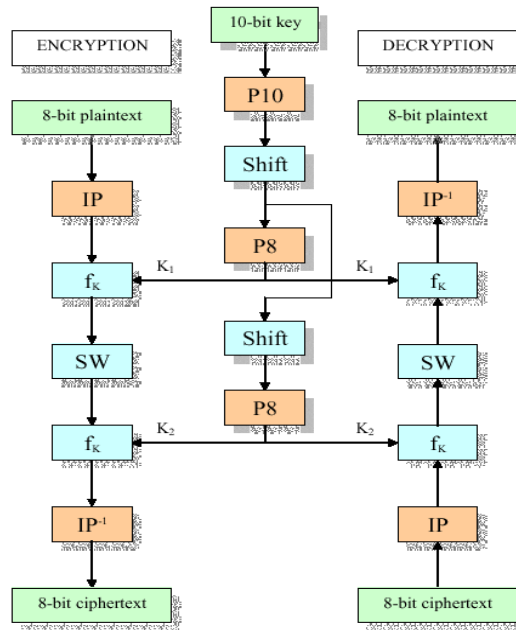 10-bit key
ENCRYPTION
DECRYPTION
8-bit plaintext
P10
8-bit plaintext
Shift
IP
IP-1
P8
K1
K1
fK
fK
Shift
SW
SW
P8
K2
K2
fK
fK
IP-1
IP
8-bit ciphertext
8-bit ciphertext